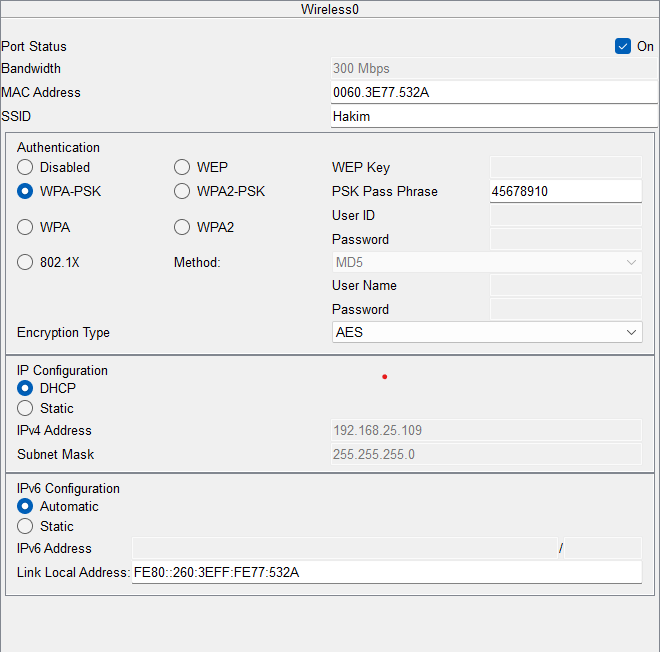 Wireless0
Port Status On
Bandwidth 300 Mbps
MAC Address 0060.3E77.532A
SSID Hakim
Authentication
Disabled WEP WEP Key
WPA-PSK WPA2-PSK PSK Pass Phrase 45678910
User ID
WPA WPA2
Password
802.1X Method: MD5
User Name
Password
Encryption Type AES
IP Configuration
DHCP
Static
IPv4 Address 192.168.25.109
Subnet Mask 255.255.255.0
IPv6 Configuration
Automatic
Static
IPv6 Address /
Link Local Address: FE80::260:3EFF:FE77:532A